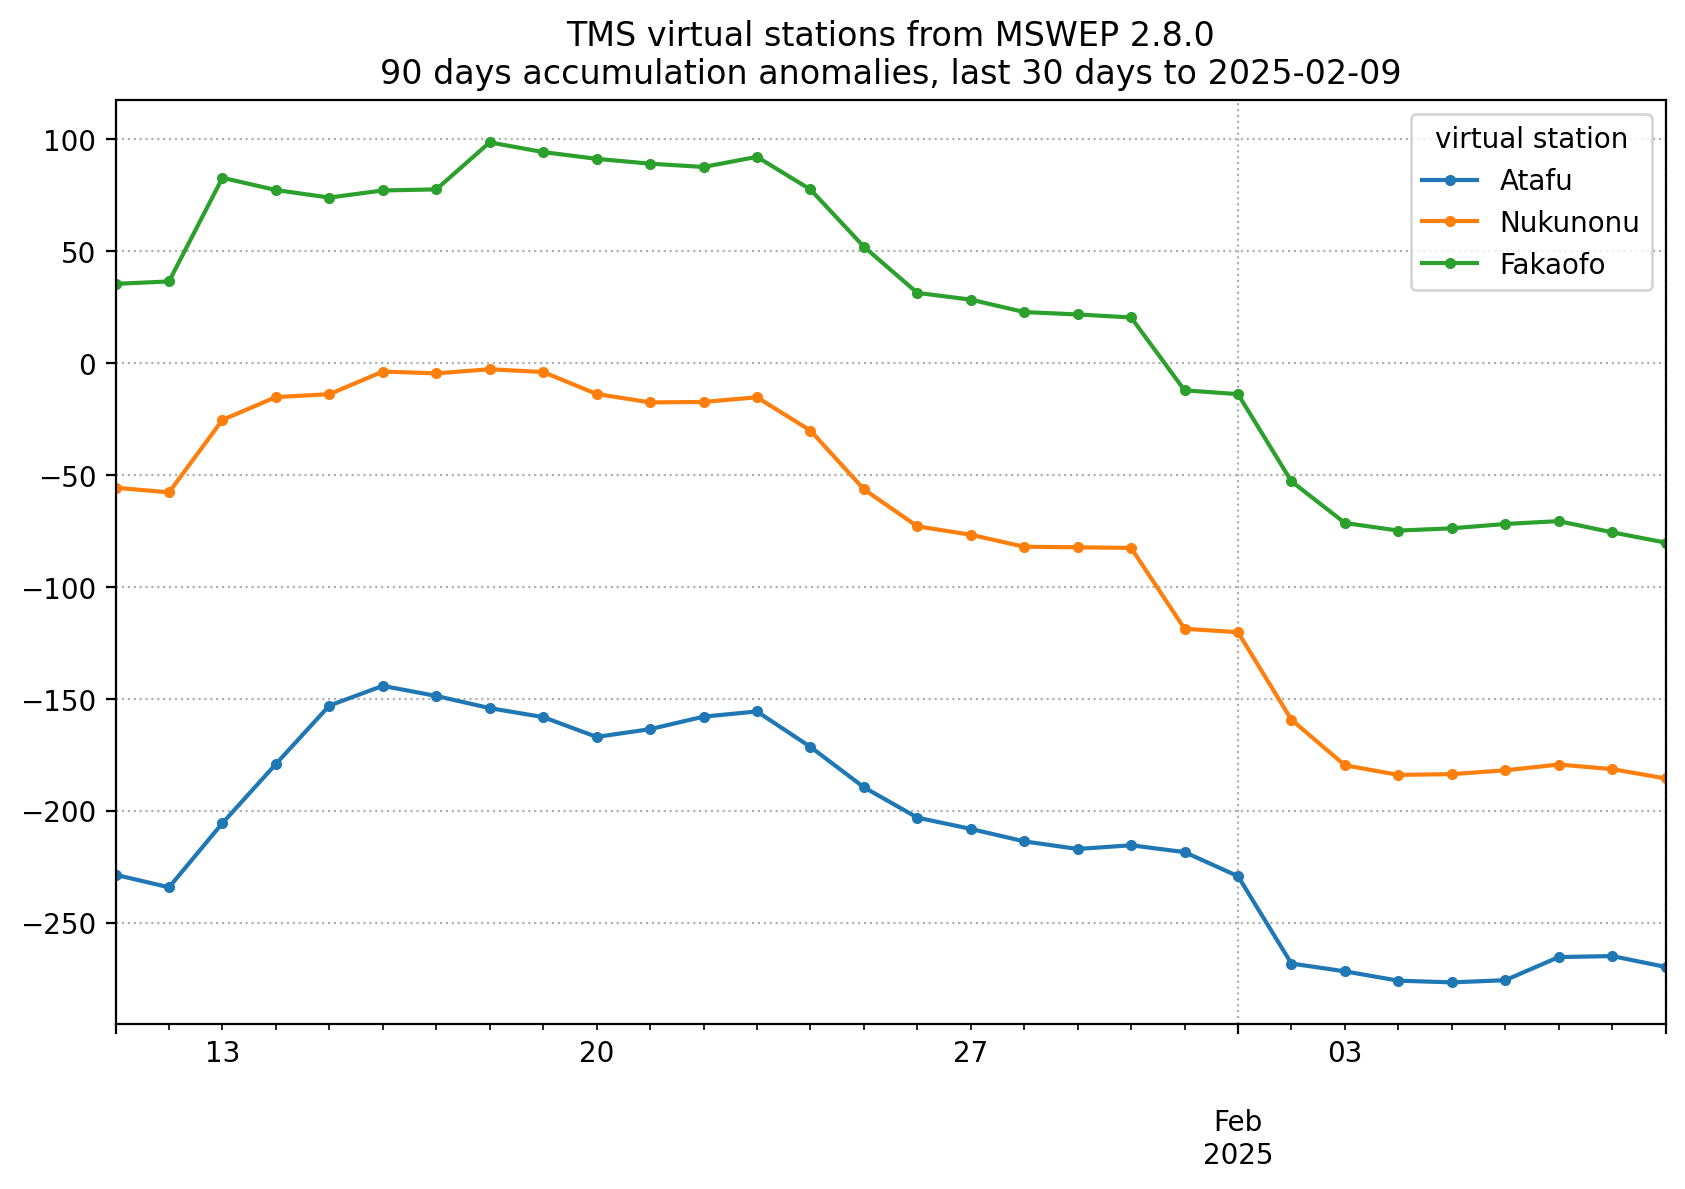 TMS virtual stations from MSWEP 2.8.0
90 days accumulation anomalies, last 30 days to 2025-02-09
virtual station
Atafu
Nukunonu
Fakaofo
100
50
0
−50
−100
−150
−200
−250
13
20
27
03
Feb
2025